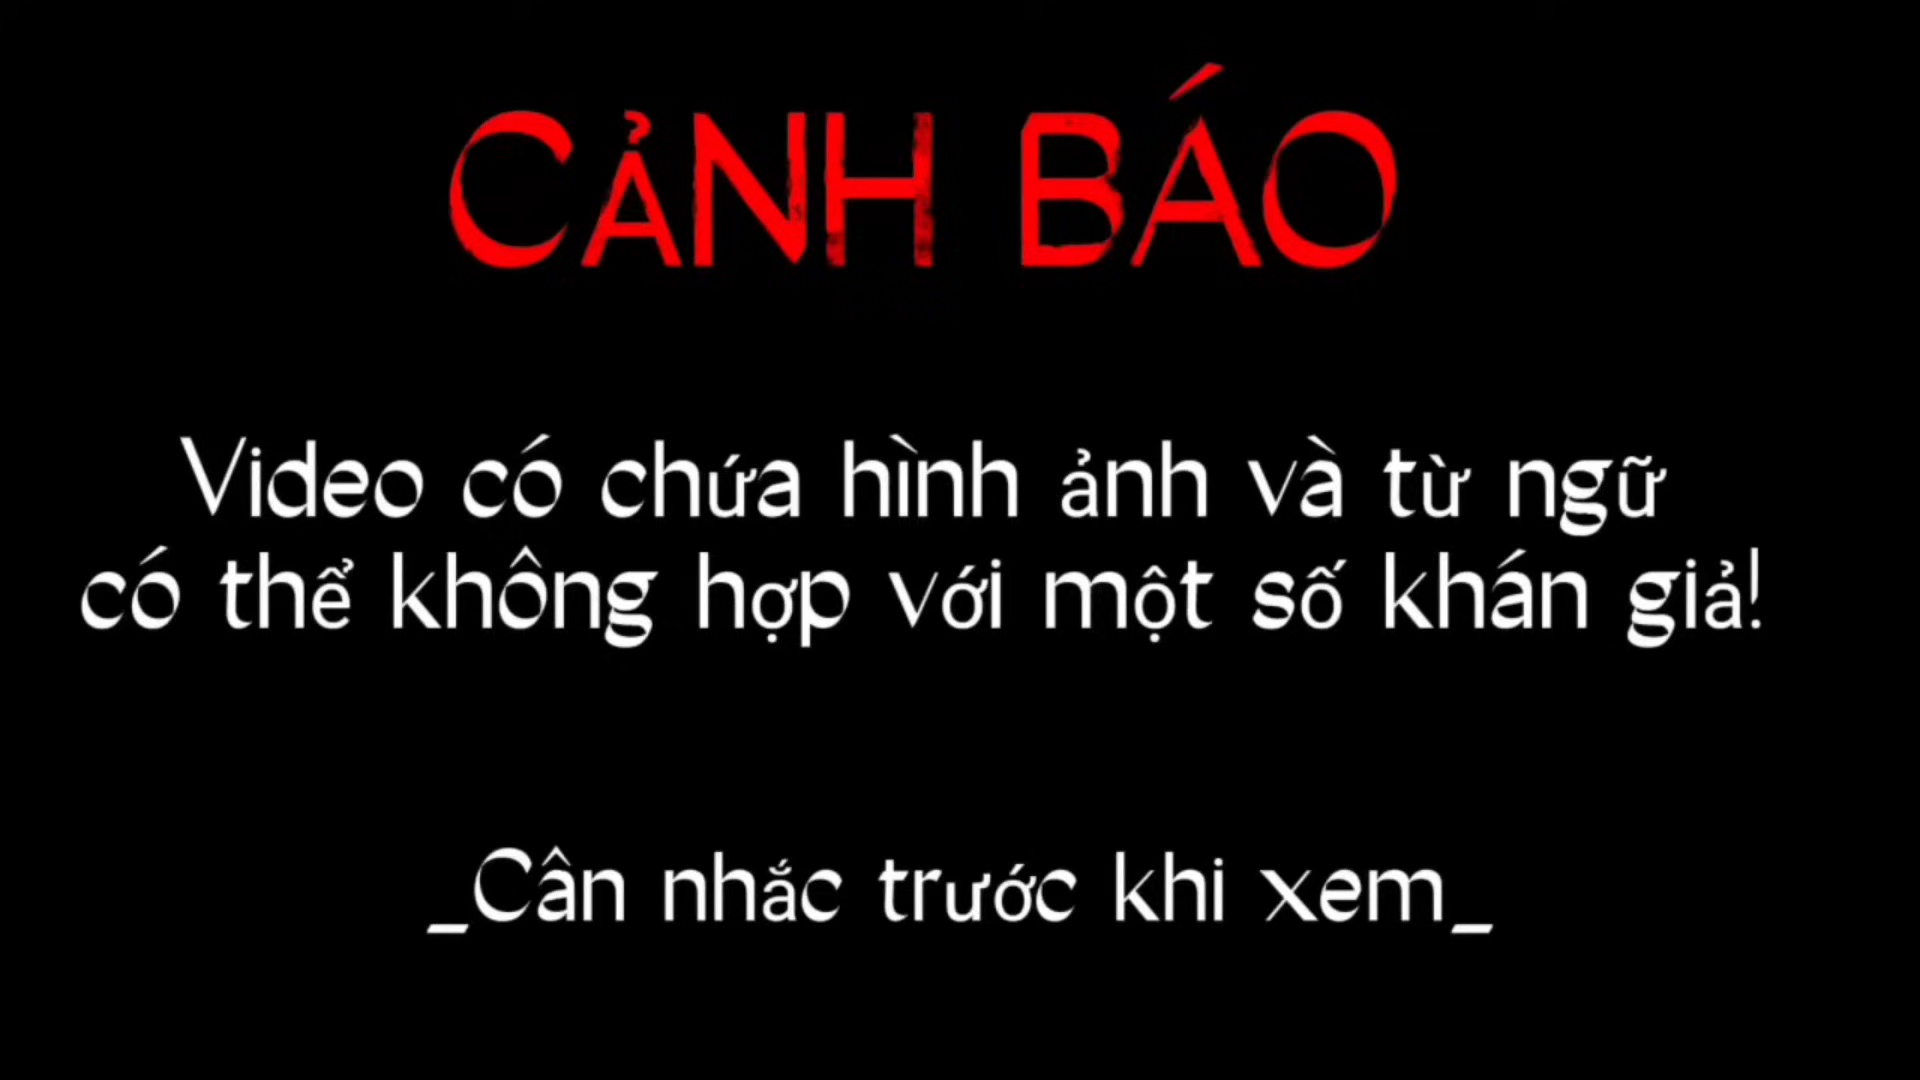 CẢNH BÁO
Video có chứa hình ảnh và từ ngữ
có thể không hợp với một số khán giả!
_Cân nhắc trước khi xem_